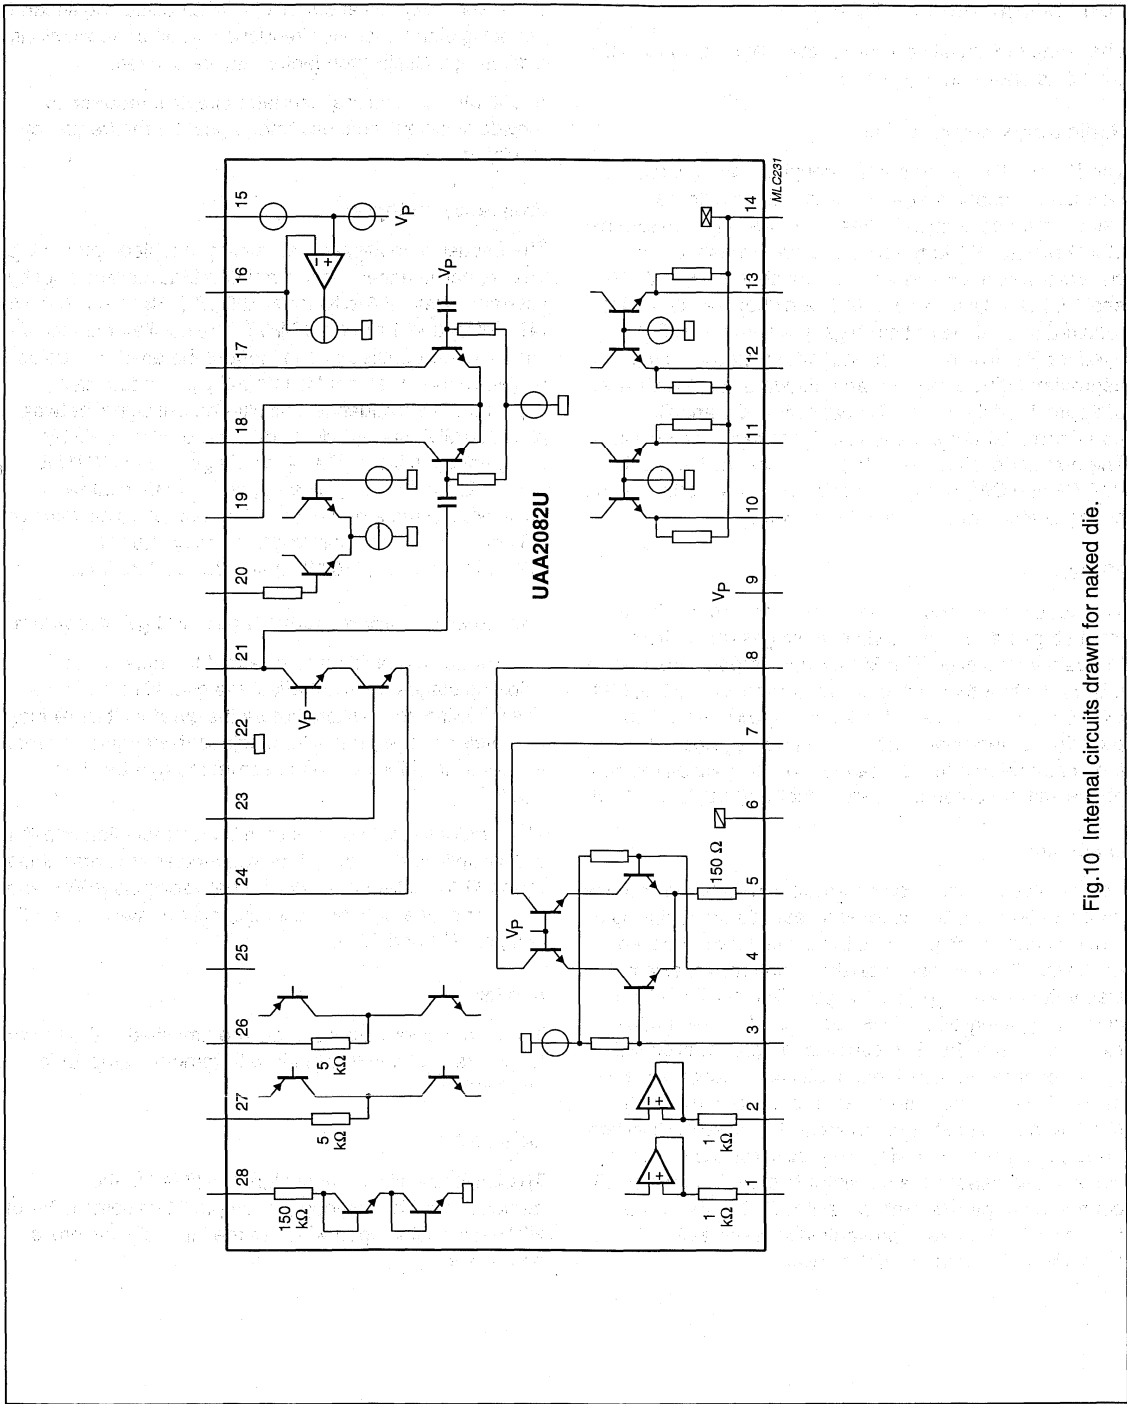 28
27
26
25
24
23
22
21
20
19
18
17
16
15
150 kΩ
5 kΩ
5 kΩ
VP
VP
VP
− +
UAA2082U
VP
VP
− +
− +
1 kΩ
1 kΩ
150 Ω
1
2
3
4
5
6
7
8
9
10
11
12
13
14
MLC231
Fig.10 Internal circuits drawn for naked die.